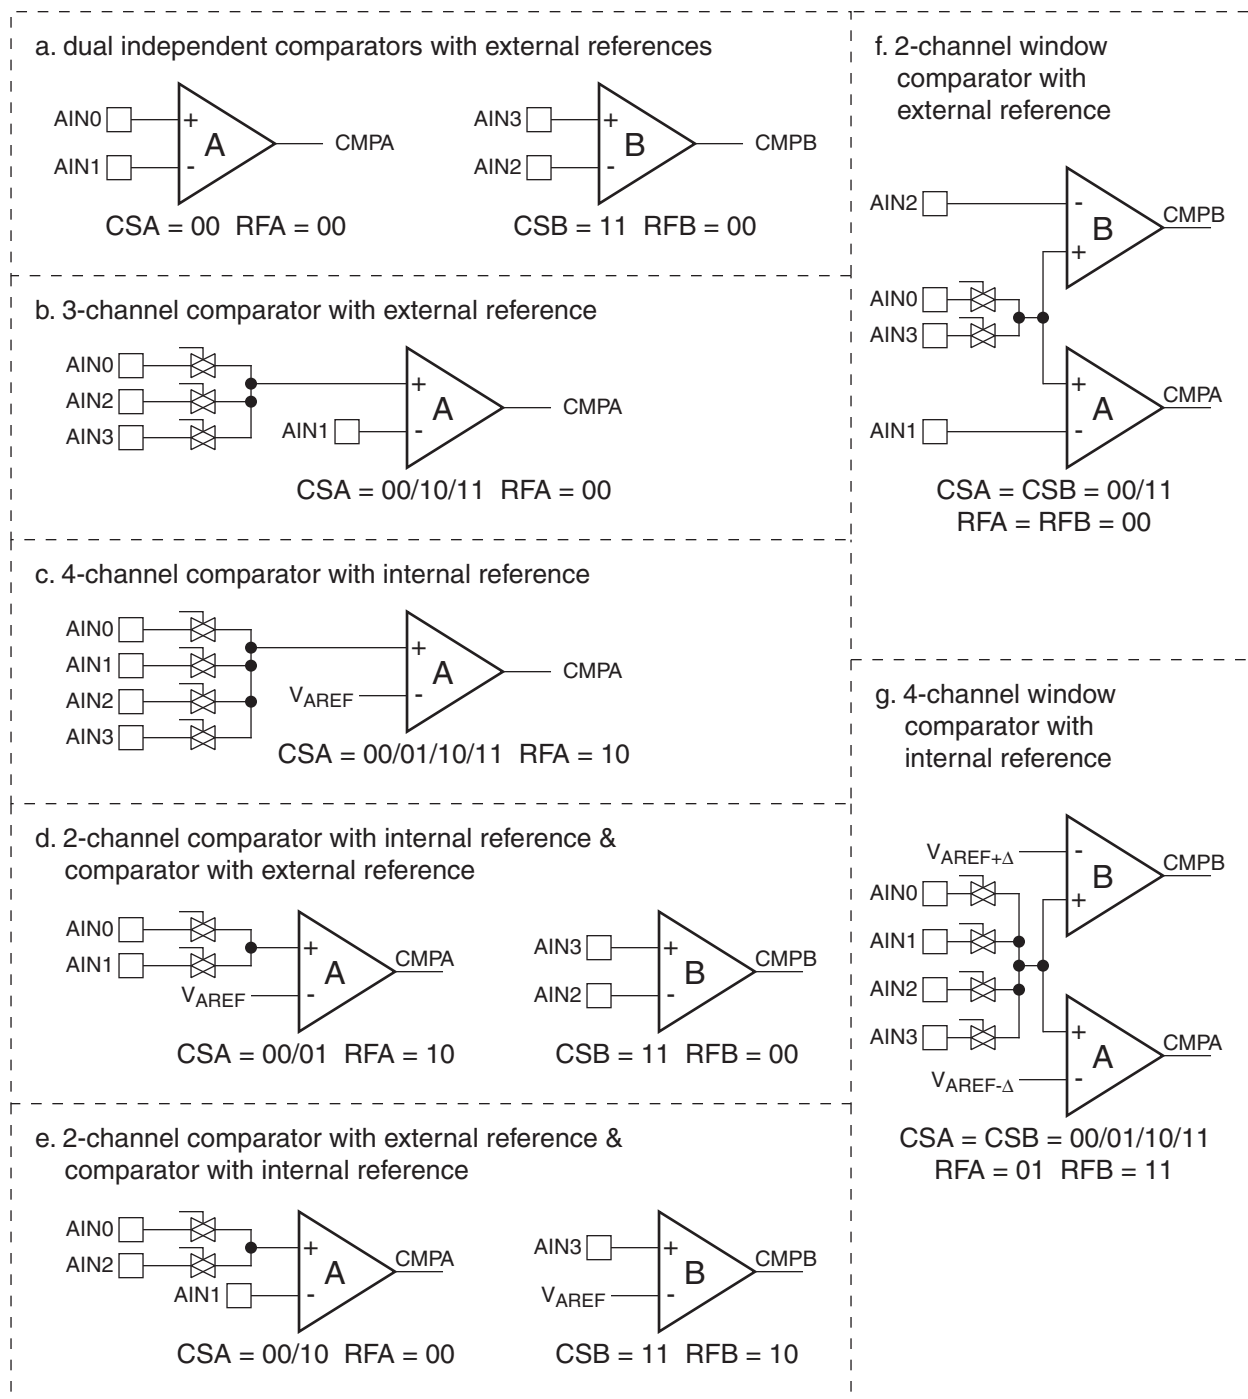 a. dual independent comparators with external references
AIN0
+
A
CMPA
AIN1
-
CSA = 00 RFA = 00
AIN3
+
B
CMPB
AIN2
-
CSB = 11 RFB = 00
b. 3-channel comparator with external reference
AIN0
AIN2
AIN3
+
A
CMPA
AIN1
-
CSA = 00/10/11 RFA = 00
c. 4-channel comparator with internal reference
AIN0
AIN1
AIN2
AIN3
+
A
CMPA
VAREF
-
CSA = 00/01/10/11 RFA = 10
d. 2-channel comparator with internal reference &
comparator with external reference
AIN0
AIN1
+
A
CMPA
VAREF
-
CSA = 00/01 RFA = 10
AIN3
+
B
CMPB
AIN2
-
CSB = 11 RFB = 00
e. 2-channel comparator with external reference &
comparator with internal reference
AIN0
AIN2
+
A
CMPA
AIN1
-
CSA = 00/10 RFA = 00
AIN3
+
B
CMPB
VAREF
-
CSB = 11 RFB = 10
f. 2-channel window
comparator with
external reference
AIN2
-
B
CMPB
+
AIN0
AIN3
+
A
CMPA
AIN1
-
CSA = CSB = 00/11
RFA = RFB = 00
g. 4-channel window
comparator with
internal reference
VAREF+Δ
-
B
CMPB
AIN0
+
AIN1
AIN2
AIN3
+
A
CMPA
VAREF-Δ
-
CSA = CSB = 00/01/10/11
RFA = 01 RFB = 11